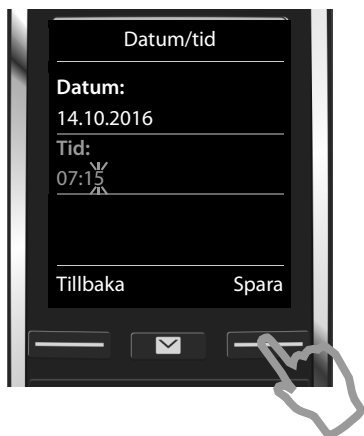 Datum/tid
Datum:
14.10.2016
Tid:
07:15
Tillbaka Spara